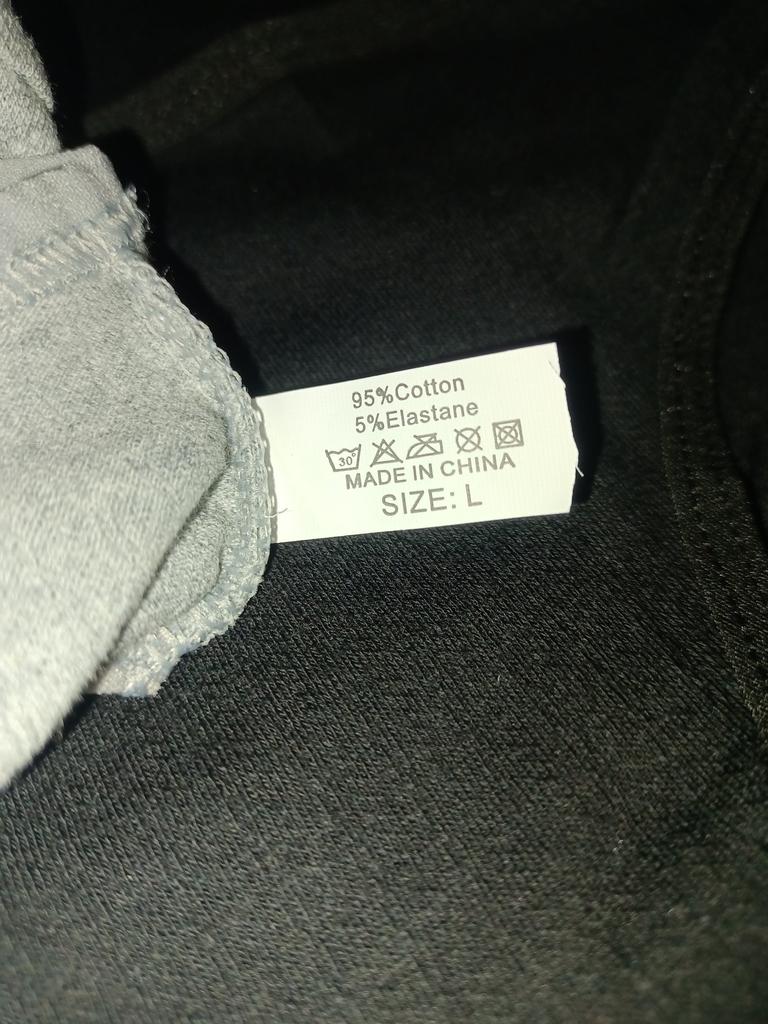 95%Cotton
5%Elastane
30°
MADE IN CHINA
SIZE: L